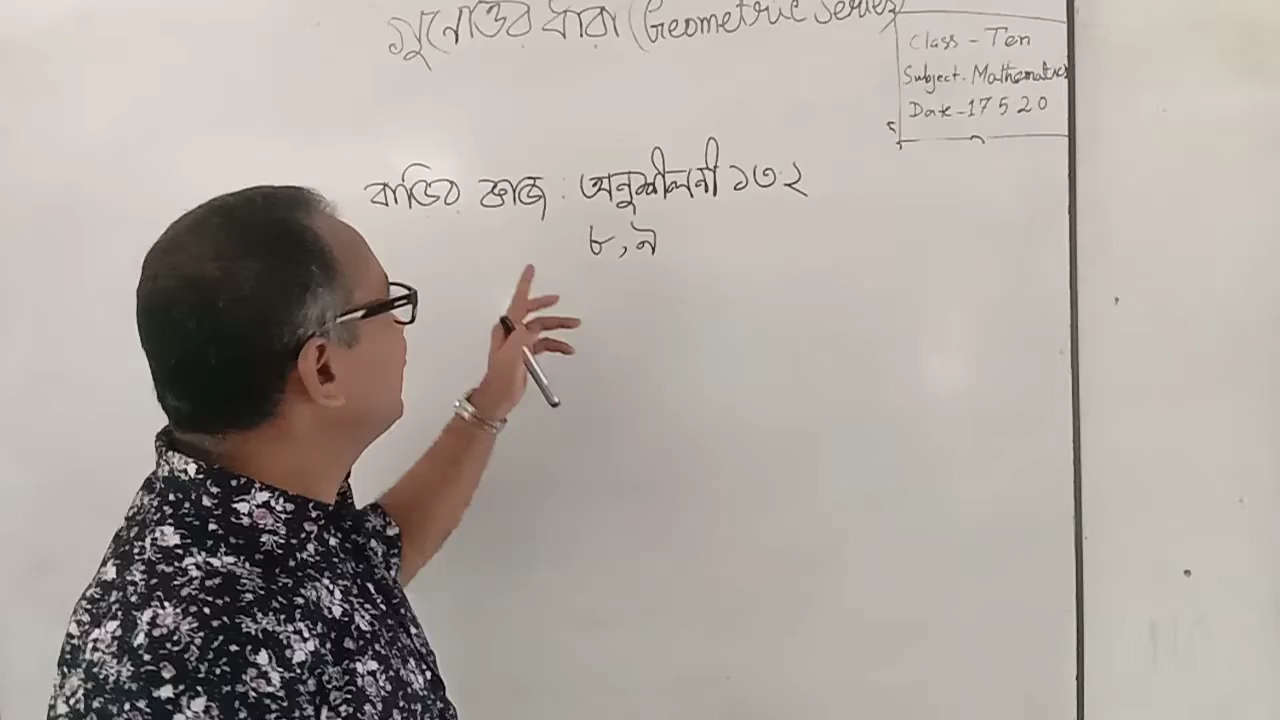 গুনোত্তর ধারা (Geometric Series)
Class - Ten
Subject - Mathematics
Date - 17 5 20
বাড়ির কাজ : অনুশীলনী ১৩.২
৮, ৯